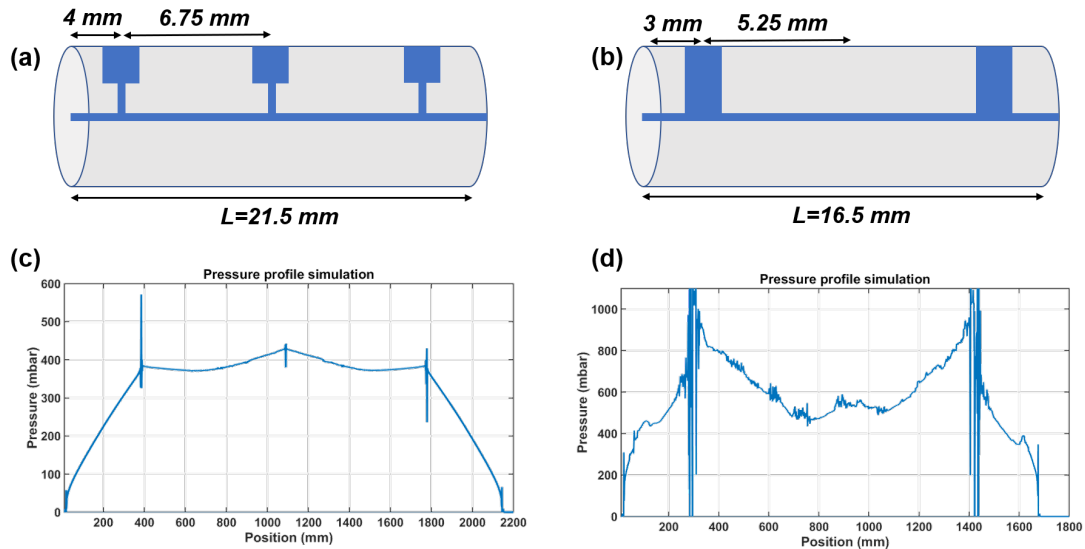 4 mm
6.75 mm
3 mm
5.25 mm
(a)
(b)
L=21.5 mm
L=16.5 mm
(c)
(d)
Pressure profile simulation
600
500
400
300
200
100
0
Pressure (mbar)
200 400 600 800 1000 1200 1400 1600 1800 2000 2200
Position (mm)
Pressure profile simulation
1000
800
600
400
200
0
Pressure (mbar)
200 400 600 800 1000 1200 1400 1600 1800
Position (mm)